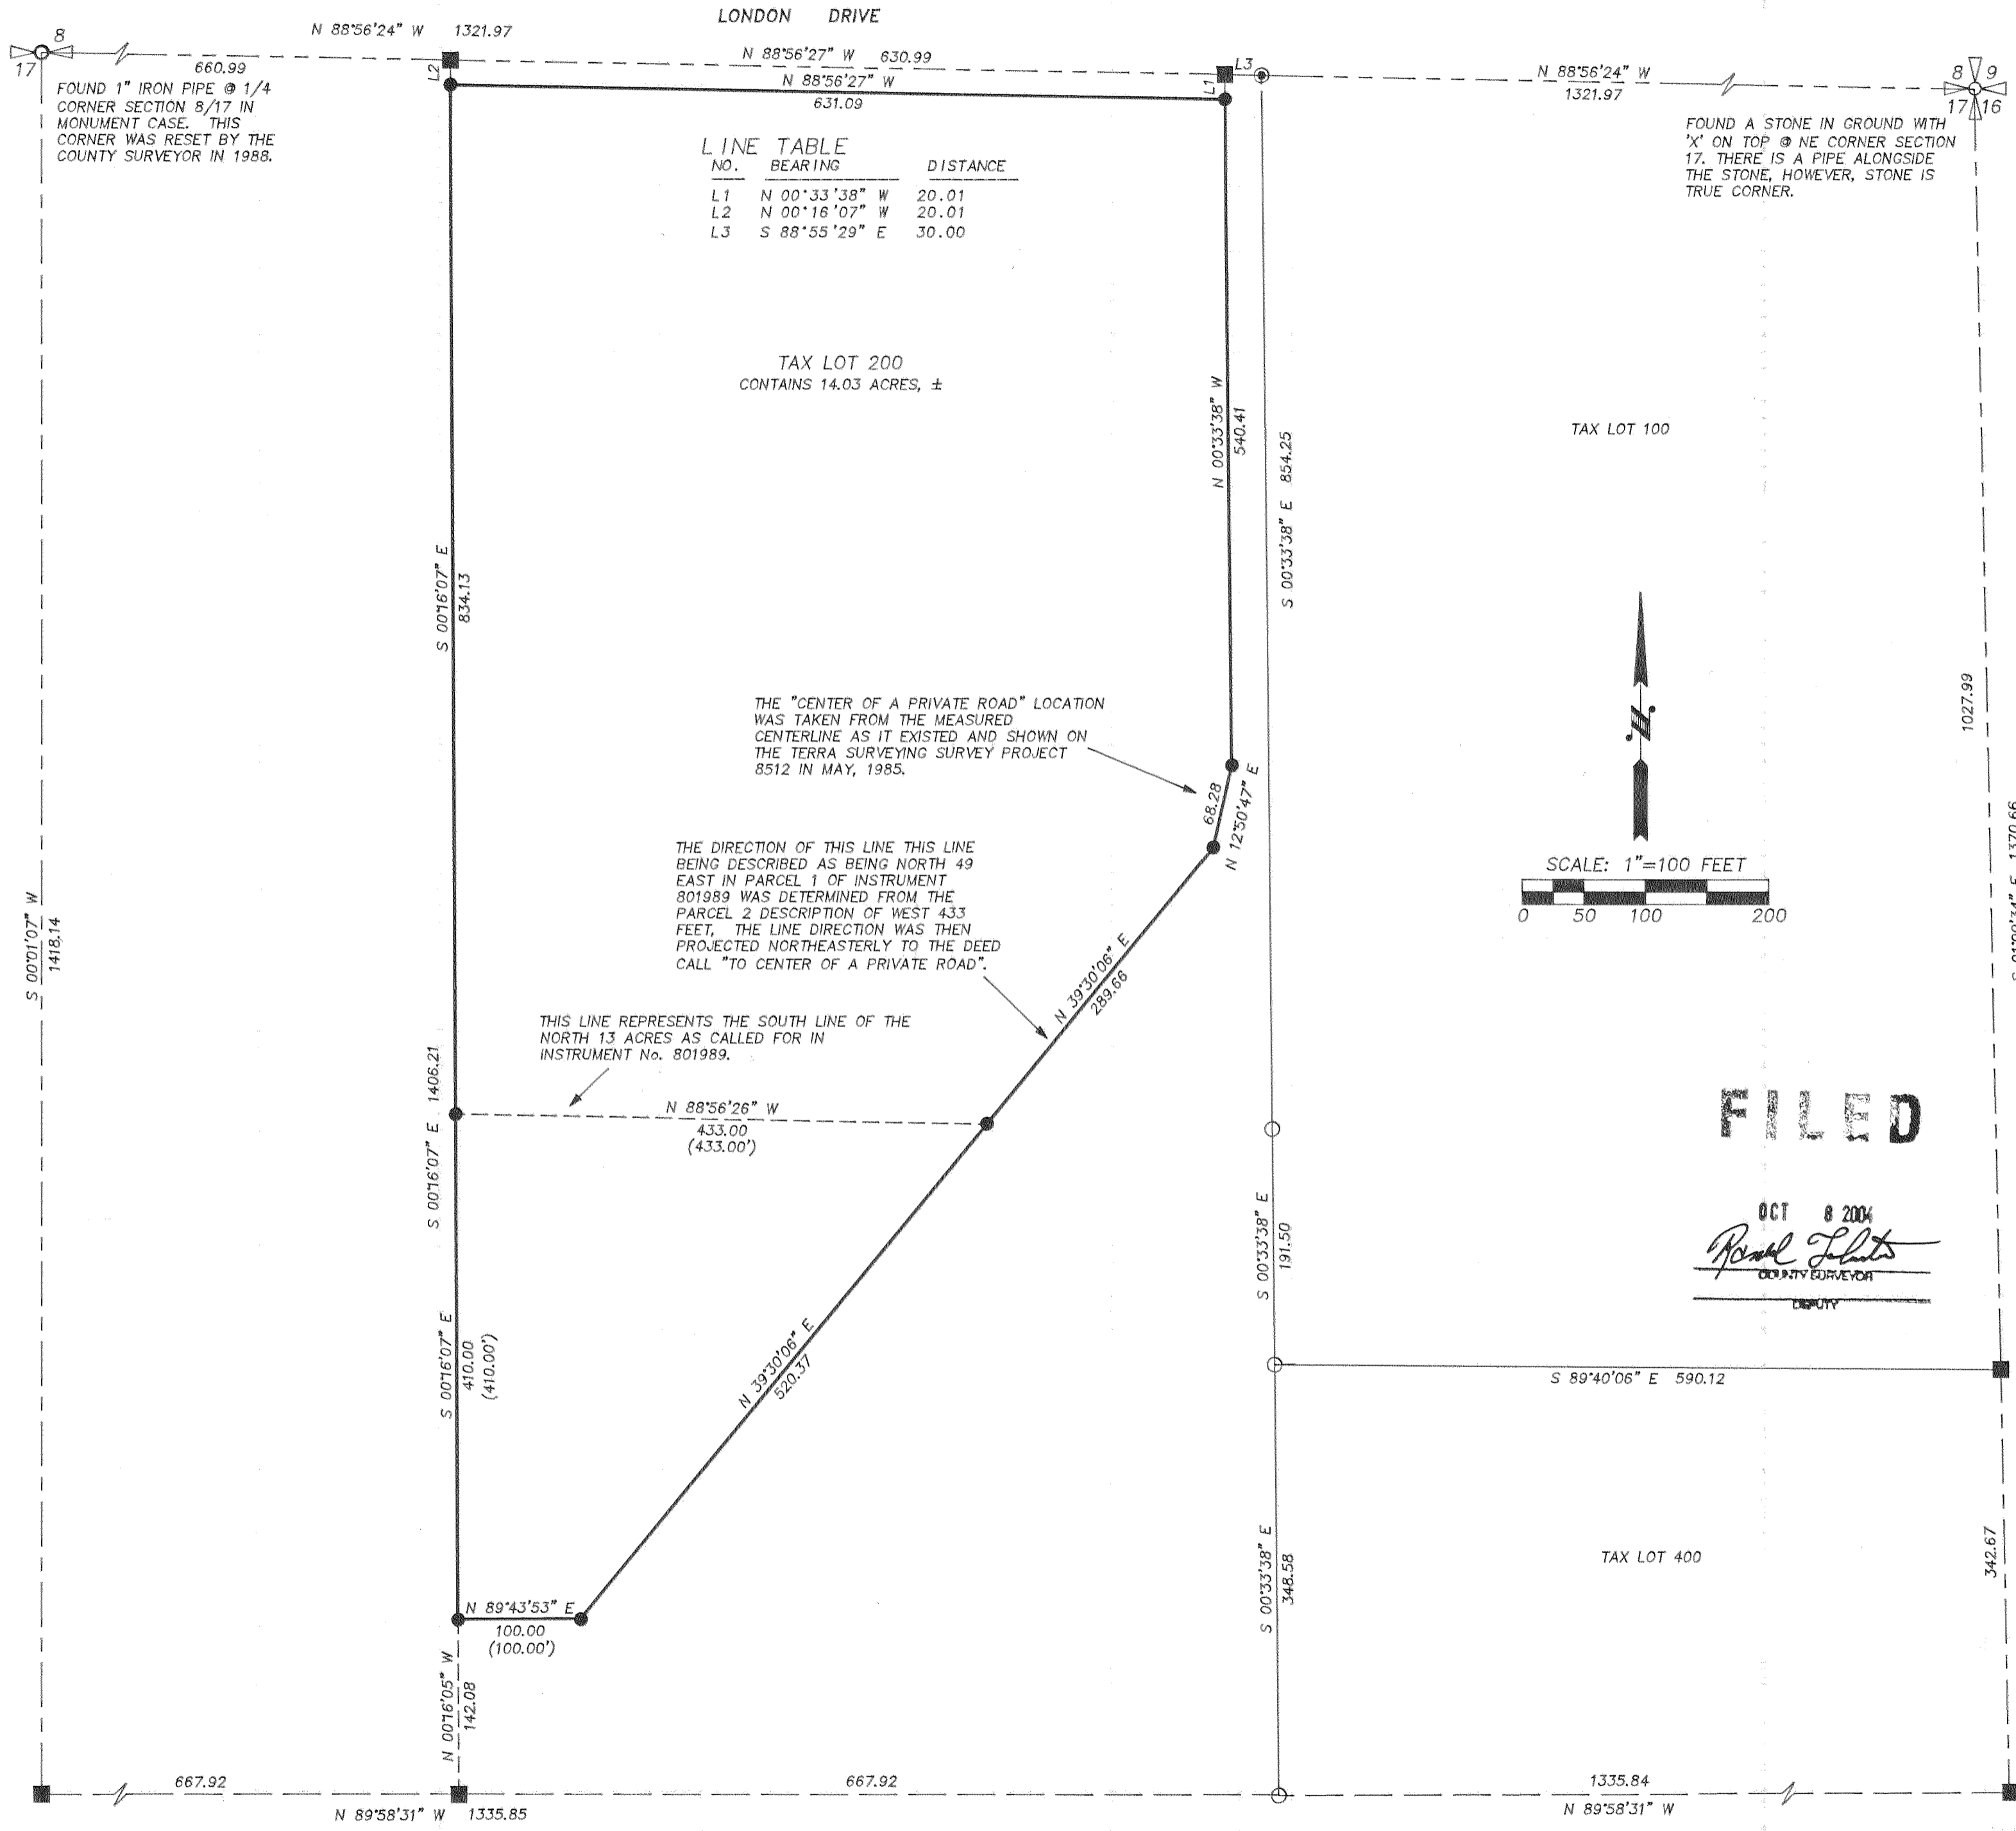 LONDON DRIVE
N 88°56'24" W 1321.97
8
17
660.99
L2
N 88°56'27" W 630.99
N 88°56'27" W
631.09
L3
L1
N 88°56'24" W
1321.97
8 9
17 16
FOUND 1" IRON PIPE @ 1/4
CORNER SECTION 8/17 IN
MONUMENT CASE. THIS
CORNER WAS RESET BY THE
COUNTY SURVEYOR IN 1988.
FOUND A STONE IN GROUND WITH
'X' ON TOP @ NE CORNER SECTION
17. THERE IS A PIPE ALONGSIDE
THE STONE, HOWEVER, STONE IS
TRUE CORNER.
LINE TABLE
NO. BEARING DISTANCE
L1 N 00°33'38" W 20.01
L2 N 00°16'07" W 20.01
L3 S 88°55'29" E 30.00
TAX LOT 200
CONTAINS 14.03 ACRES, ±
N 00°33'38" W
540.41
S 00°33'38" E 854.25
TAX LOT 100
S 00°16'07" E
834.13
THE "CENTER OF A PRIVATE ROAD" LOCATION
WAS TAKEN FROM THE MEASURED
CENTERLINE AS IT EXISTED AND SHOWN ON
THE TERRA SURVEYING SURVEY PROJECT
8512 IN MAY, 1985.
68.28
N 12°50'47" E
N
1027.99
SCALE: 1"=100 FEET
0 50 100 200
THE DIRECTION OF THIS LINE THIS LINE
BEING DESCRIBED AS BEING NORTH 49
EAST IN PARCEL 1 OF INSTRUMENT
801989 WAS DETERMINED FROM THE
PARCEL 2 DESCRIPTION OF WEST 433
FEET, THE LINE DIRECTION WAS THEN
PROJECTED NORTHEASTERLY TO THE DEED
CALL "TO CENTER OF A PRIVATE ROAD".
S 00°01'07" W
1418.14
N 39°30'06" E
289.66
THIS LINE REPRESENTS THE SOUTH LINE OF THE
NORTH 13 ACRES AS CALLED FOR IN
INSTRUMENT No. 801989.
S 00°16'07" E 1406.21
N 88°56'26" W
433.00
(433.00')
FILED
OCT 8 2004
COUNTY SURVEYOR
DEPUTY
S 00°33'38" E
191.50
S 00°16'07" E
410.00
(410.00')
N 39°30'06" E
520.37
S 89°40'06" E 590.12
S 00°33'38" E
348.58
TAX LOT 400
342.67
N 89°43'53" E
100.00
(100.00')
N 00°16'05" W
142.08
667.92
667.92
1335.84
N 89°58'31" W 1335.85
N 89°58'31" W